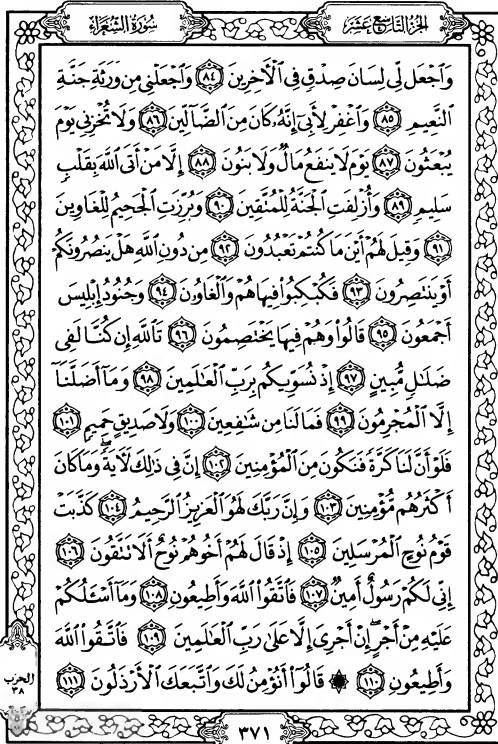 سُورَةُ الشُّعَرَاءِ
الجُزْءُ التَّاسِعَ عَشَرَ
وَٱجْعَل لِّى لِسَانَ صِدْقٍ فِى ٱلْأَخِرِينَ ٨٤ وَٱجْعَلْنِى مِن وَرَثَةِ جَنَّةِ
ٱلنَّعِيمِ ٨٥ وَٱغْفِرْ لِأَبِىٓ إِنَّهُۥ كَانَ مِنَ ٱلضَّآلِّينَ ٨٦ وَلَا تُخْزِنِى يَوْمَ
يُبْعَثُونَ ٨٧ يَوْمَ لَا يَنفَعُ مَالٌ وَلَا بَنُونَ ٨٨ إِلَّا مَنْ أَتَى ٱللَّهَ بِقَلْبٍ
سَلِيمٍ ٨٩ وَأُزْلِفَتِ ٱلْجَنَّةُ لِلْمُتَّقِينَ ٩٠ وَبُرِّزَتِ ٱلْجَحِيمُ لِلْغَاوِينَ
٩١ وَقِيلَ لَهُمْ أَيْنَ مَا كُنتُمْ تَعْبُدُونَ ٩٢ مِن دُونِ ٱللَّهِ هَلْ يَنصُرُونَكُمْ
أَوْ يَنتَصِرُونَ ٩٣ فَكُبْكِبُوا۟ فِيهَا هُمْ وَٱلْغَاوُۥنَ ٩٤ وَجُنُودُ إِبْلِيسَ
أَجْمَعُونَ ٩٥ قَالُوا۟ وَهُمْ فِيهَا يَخْتَصِمُونَ ٩٦ تَٱللَّهِ إِن كُنَّا لَفِى
ضَلَٰلٍ مُّبِينٍ ٩٧ إِذْ نُسَوِّيكُم بِرَبِّ ٱلْعَٰلَمِينَ ٩٨ وَمَآ أَضَلَّنَآ
إِلَّا ٱلْمُجْرِمُونَ ٩٩ فَمَا لَنَا مِن شَٰفِعِينَ ١٠٠ وَلَا صَدِيقٍ حَمِيمٍ ١٠١
فَلَوْ أَنَّ لَنَا كَرَّةً فَنَكُونَ مِنَ ٱلْمُؤْمِنِينَ ١٠٢ إِنَّ فِى ذَٰلِكَ لَءَايَةً ۖ وَمَا كَانَ
أَكْثَرُهُم مُّؤْمِنِينَ ١٠٣ وَإِنَّ رَبَّكَ لَهُوَ ٱلْعَزِيزُ ٱلرَّحِيمُ ١٠٤ كَذَّبَتْ
قَوْمُ نُوحٍ ٱلْمُرْسَلِينَ ١٠٥ إِذْ قَالَ لَهُمْ أَخُوهُمْ نُوحٌ أَلَا تَتَّقُونَ ١٠٦
إِنِّى لَكُمْ رَسُولٌ أَمِينٌ ١٠٧ فَٱتَّقُوا۟ ٱللَّهَ وَأَطِيعُونِ ١٠٨ وَمَآ أَسْـَٔلُكُمْ
عَلَيْهِ مِنْ أَجْرٍ ۖ إِنْ أَجْرِىَ إِلَّا عَلَىٰ رَبِّ ٱلْعَٰلَمِينَ ١٠٩ فَٱتَّقُوا۟ ٱللَّهَ
وَأَطِيعُونِ ١١٠ ۞ قَالُوٓا۟ أَنُؤْمِنُ لَكَ وَٱتَّبَعَكَ ٱلْأَرْذَلُونَ ١١١
الحزب
٣٨
٣٧١